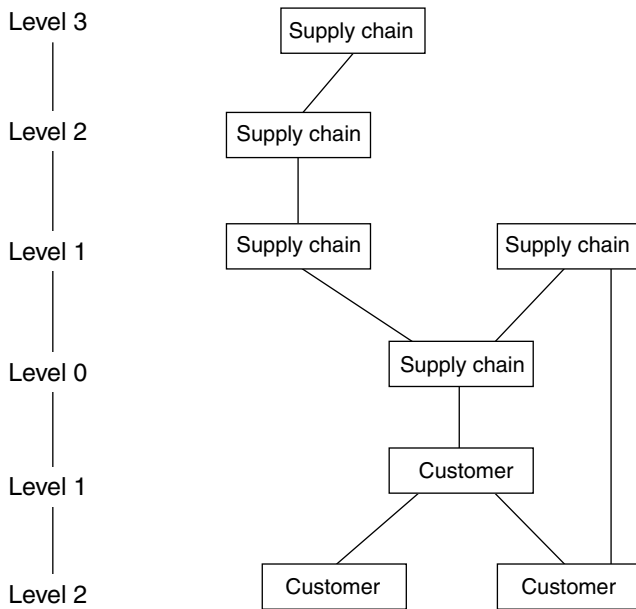 Level 3
Supply chain
Level 2
Supply chain
Level 1
Supply chain
Supply chain
Level 0
Supply chain
Level 1
Customer
Level 2
Customer
Customer